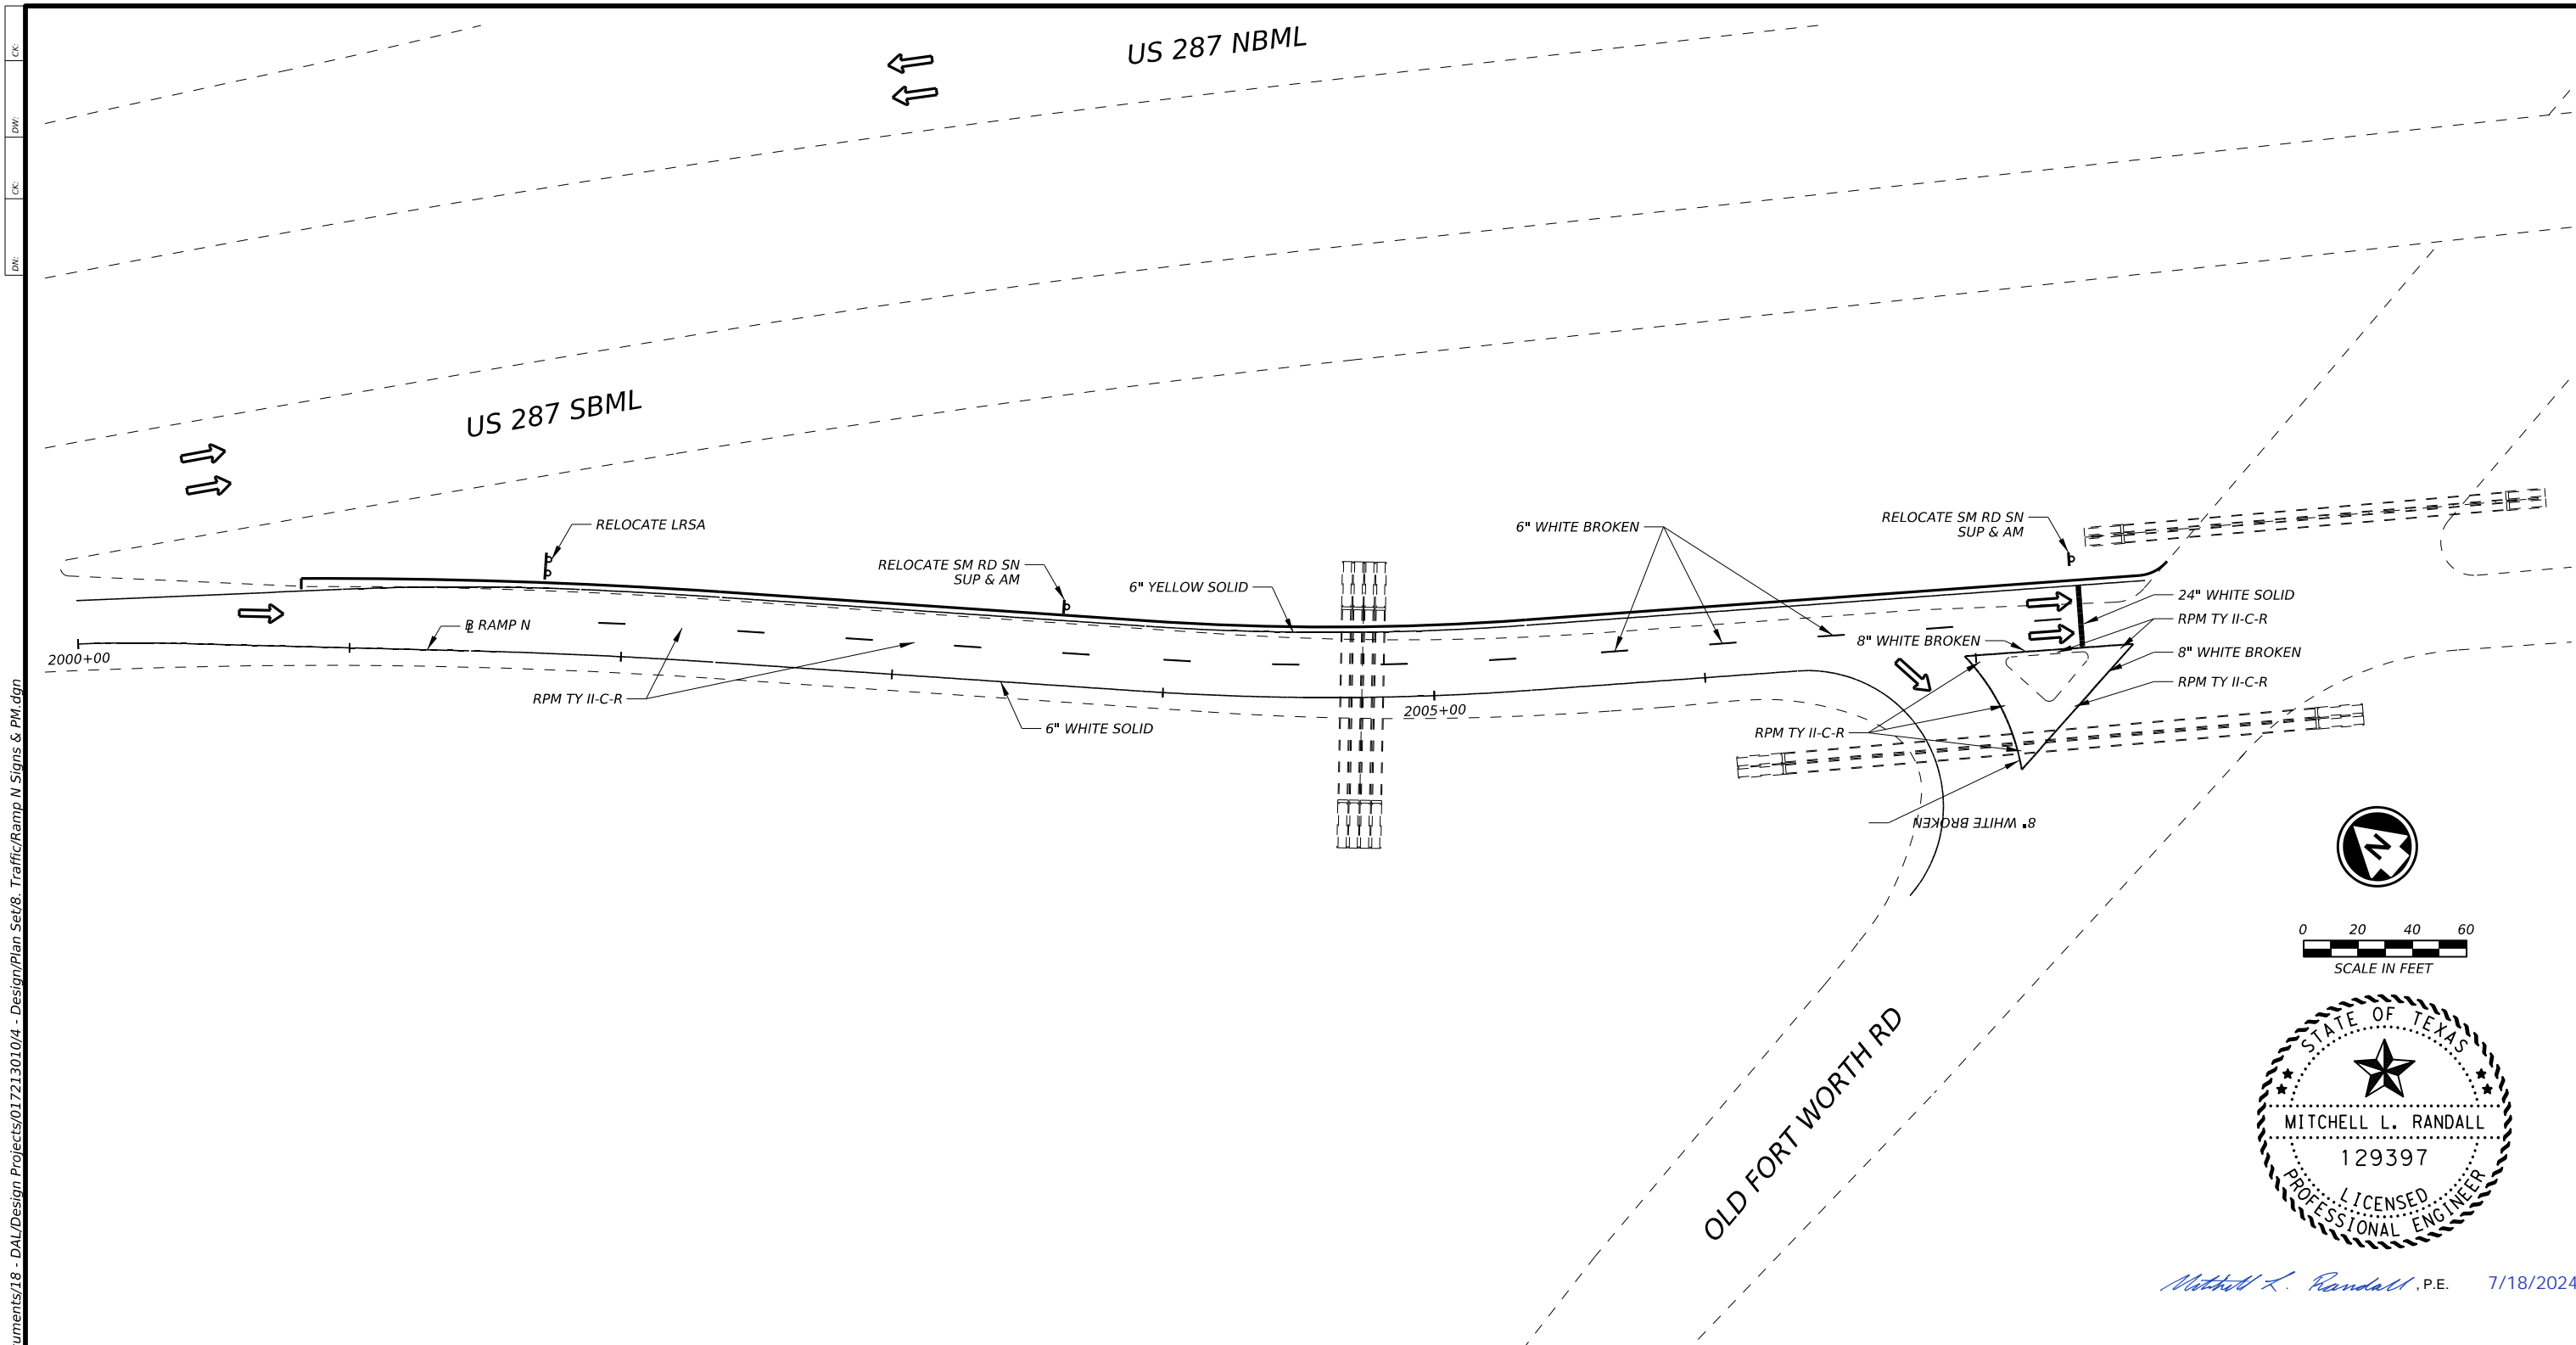 CK:
DW:
CK:
DN:
uments/18 - DAL/Design Projects/017213010/4 - Design/Plan Set/8. Traffic/Ramp N Signs & PM.dgn
US 287 NBML
US 287 SBML
RELOCATE LRSA
RELOCATE SM RD SN
SUP & AM
6" YELLOW SOLID
6" WHITE BROKEN
RELOCATE SM RD SN
SUP & AM
24" WHITE SOLID
RPM TY II-C-R
8" WHITE BROKEN
8" WHITE BROKEN
RPM TY II-C-R
2000+00
B RAMP N
RPM TY II-C-R
6" WHITE SOLID
2005+00
RPM TY II-C-R
8" WHITE BROKEN
N
0 20 40 60
SCALE IN FEET
OLD FORT WORTH RD
STATE OF TEXAS
MITCHELL L. RANDALL
129397
LICENSED
PROFESSIONAL ENGINEER
Mitchell L. Randall, P.E. 7/18/2024